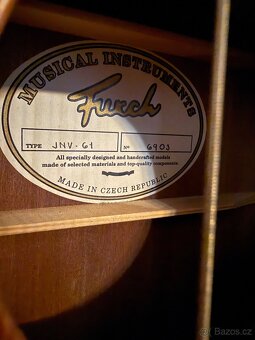 MUSICAL INSTRUMENTS
Furch
TYPE JNV-61 No 6903
All specially designed and handcrafted models
made of selected materials and top-quality components.
MADE IN CZECH REPUBLIC
Bazos.cz